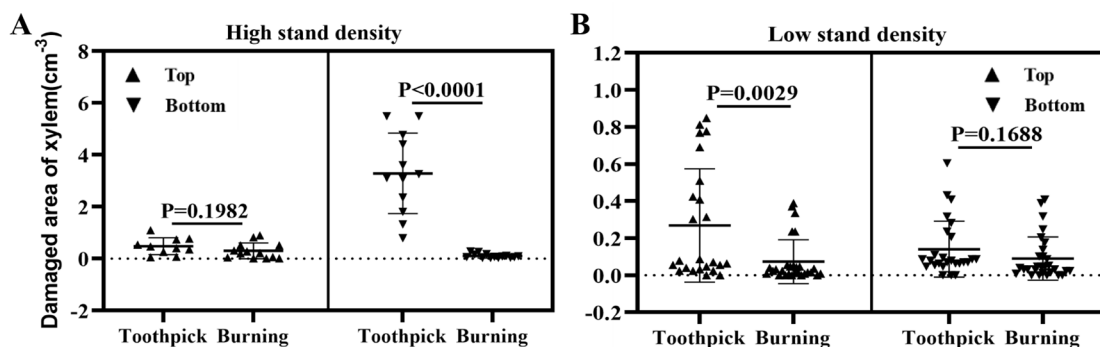 A
High stand density
Damaged area of xylem(cm-3)
8
6
4
2
0
-2
Top
Bottom
P=0.1982
P<0.0001
Toothpick Burning
Toothpick Burning
B
Low stand density
1.2
1.0
0.8
0.6
0.4
0.2
0.0
-0.2
Top
Bottom
P=0.0029
P=0.1688
Toothpick Burning
Toothpick Burning